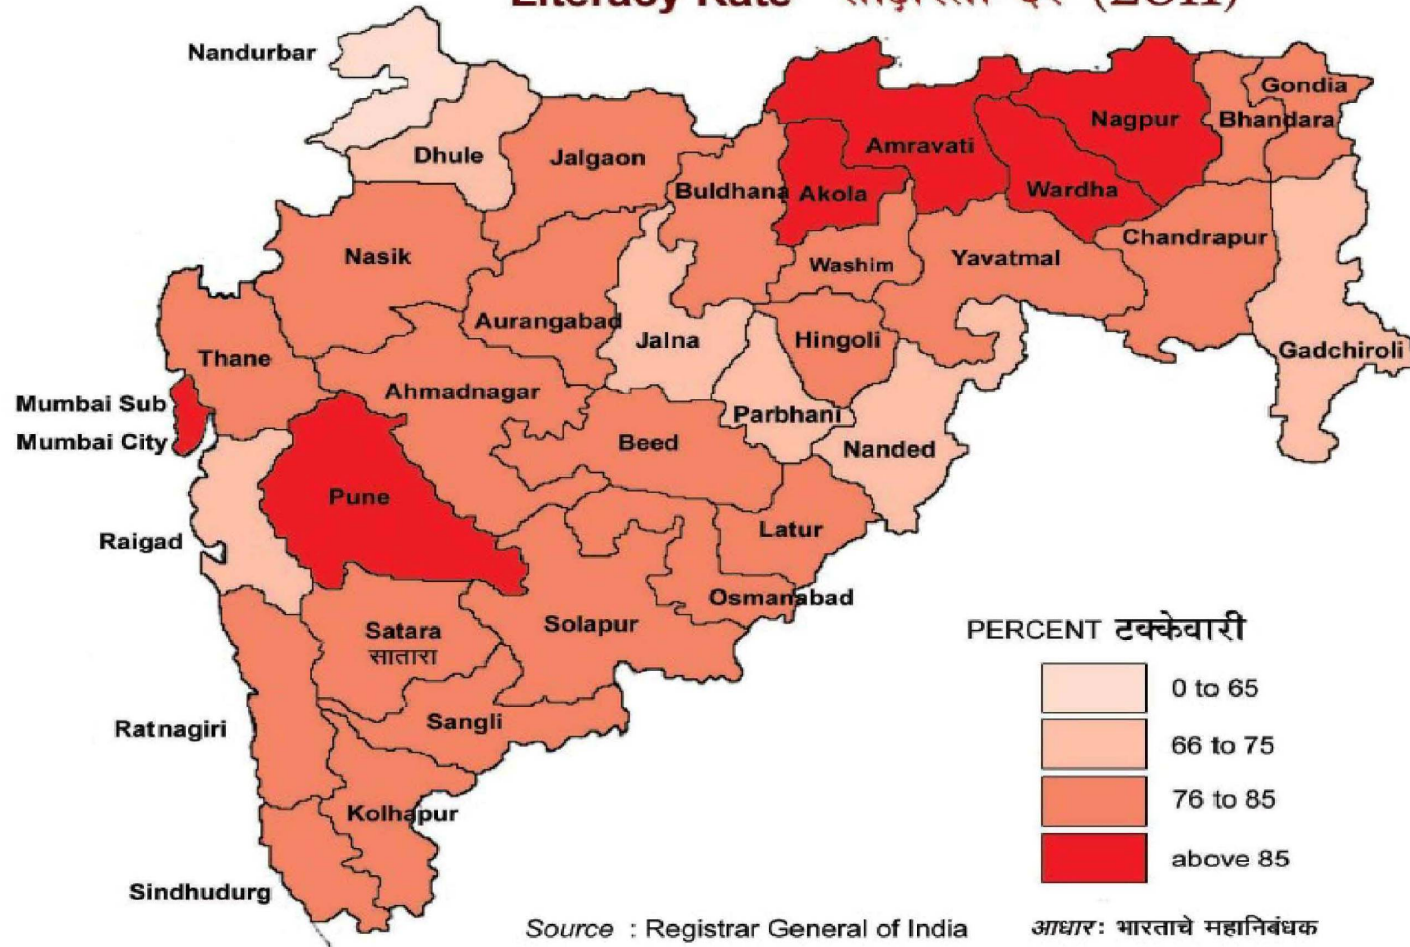 (2011)
Nandurbar
Gondia
Nagpur
Bhandara
Amravati
Dhule
Jalgaon
Buldhana
Akola
Wardha
Chandrapur
Nasik
Washim
Yavatmal
Aurangabad
Jalna
Hingoli
Gadchiroli
Thane
Ahmadnagar
Mumbai Sub
Parbhani
Mumbai City
Beed
Nanded
Pune
Latur
Raigad
Osmanabad
Solapur
Satara
सातारा
Sangli
Ratnagiri
Kolhapur
Sindhudurg
PERCENT टक्केवारी
0 to 65
66 to 75
76 to 85
above 85
Source : Registrar General of India
आधार: भारताचे महानिबंधक